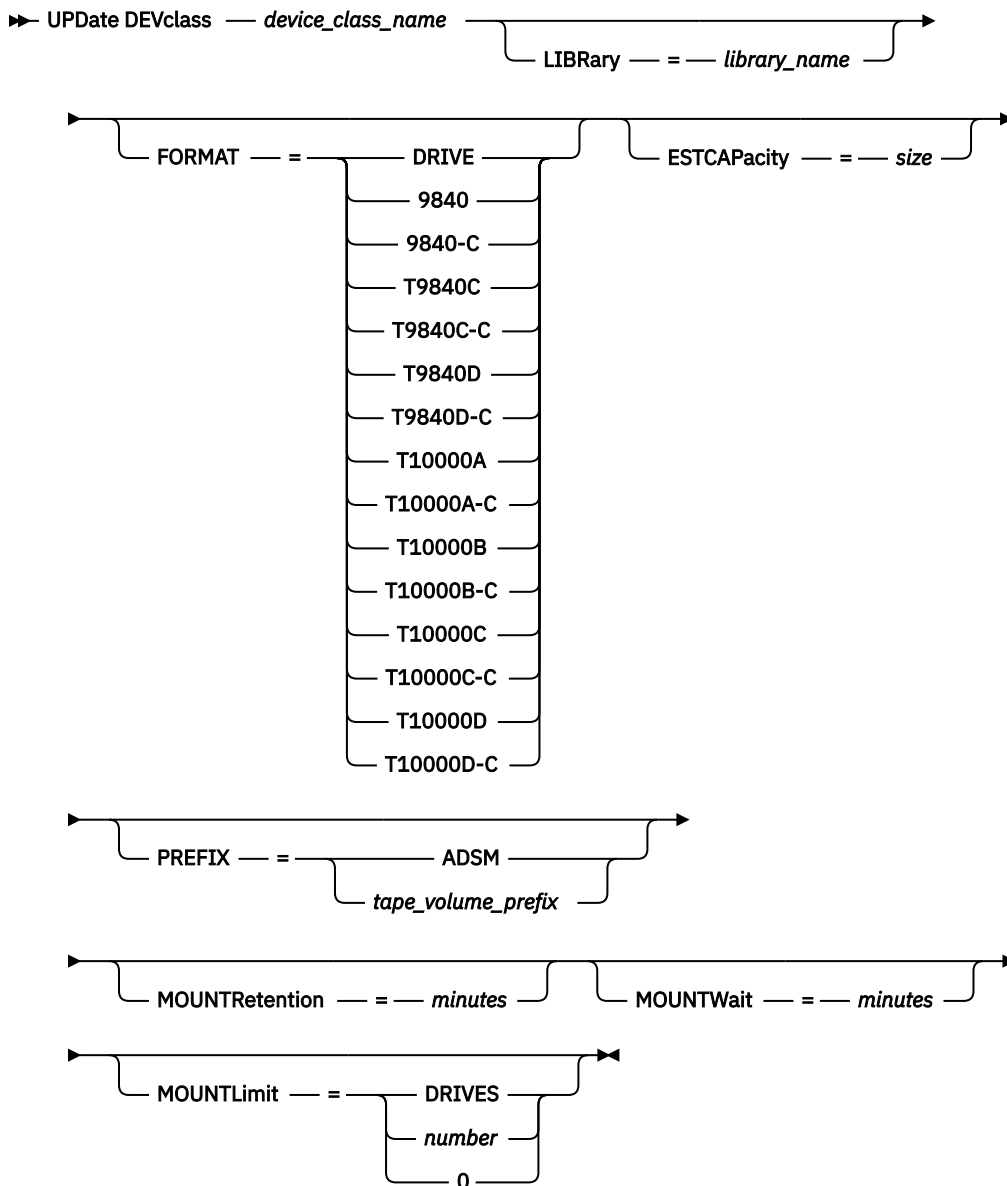 UPDate DEVclass device_class_name
LIBRary = library_name
FORMAT = DRIVE
9840
9840-C
T9840C
T9840C-C
T9840D
T9840D-C
T10000A
T10000A-C
T10000B
T10000B-C
T10000C
T10000C-C
T10000D
T10000D-C
ESTCAPacity = size
PREFIX = ADSM
tape_volume_prefix
MOUNTRetention = minutes
MOUNTWait = minutes
MOUNTLimit = DRIVES
number
0